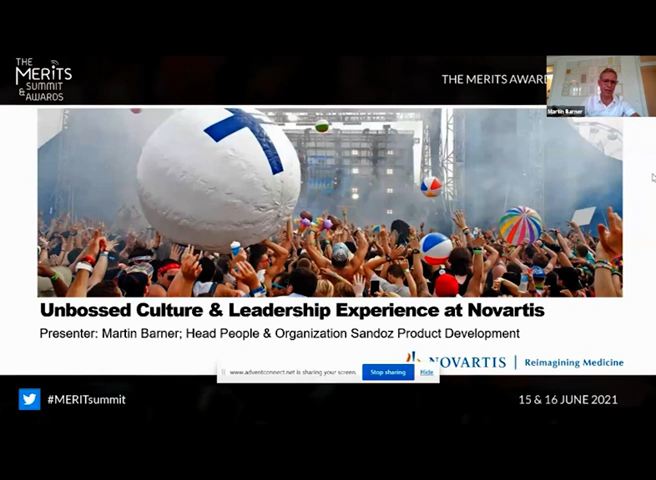 THE
MERITS
SUMMIT
& AWARDS
THE MERITS AWARD
Martin Barner
Unbossed Culture & Leadership Experience at Novartis
Presenter: Martin Barner; Head People & Organization Sandoz Product Development
NOVARTIS | Reimagining Medicine
www.adventconnect.net is sharing your screen.
Stop sharing
Hide
#MERITsummit
15 & 16 JUNE 2021